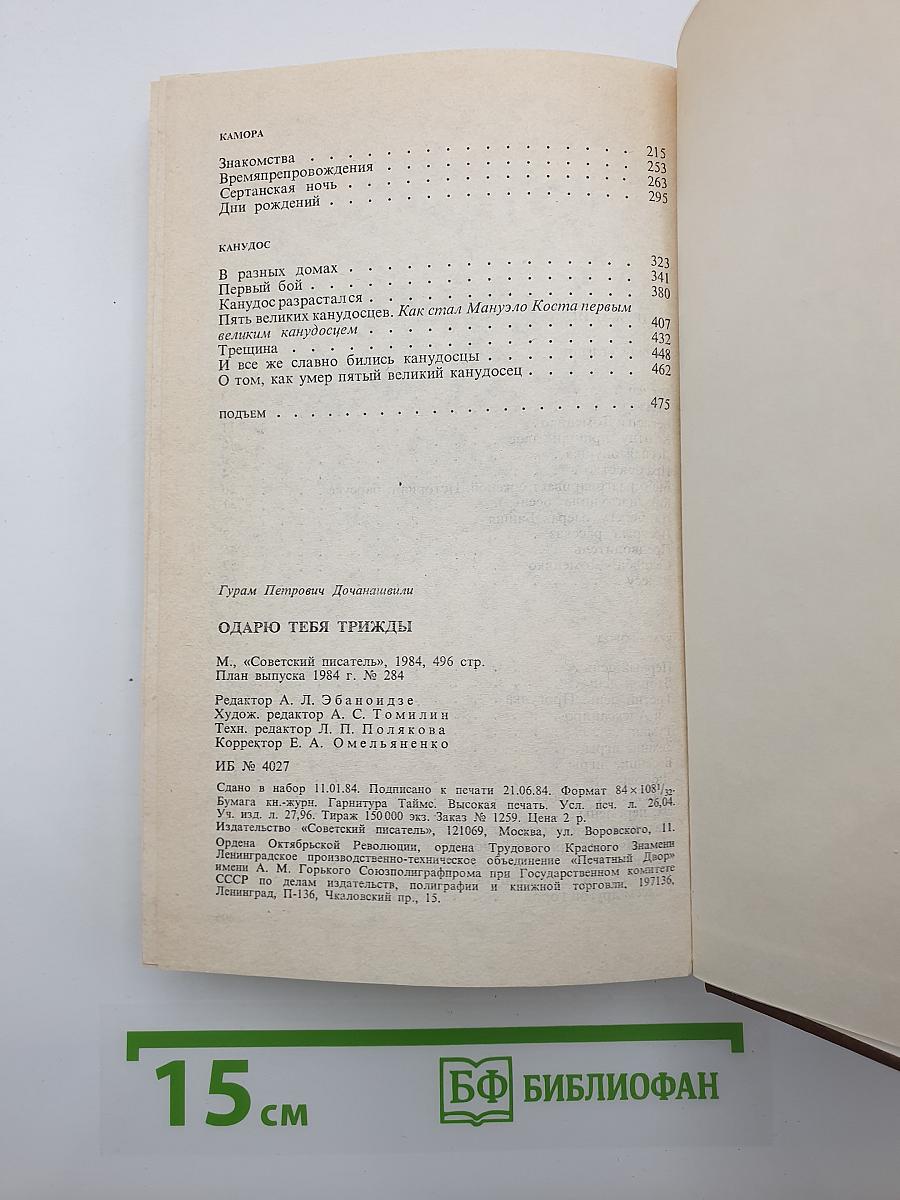 КАМОРА
Знакомства . . . . . . . . . . . . . . . . 215
Времяпрепровождения . . . . . . . . . . . . 253
Сертанская ночь . . . . . . . . . . . . . . 263
Дни рождений . . . . . . . . . . . . . . . 295
КАНУДОС
В разных домах . . . . . . . . . . . . . . 323
Первый бой . . . . . . . . . . . . . . . . 341
Канудос разрастался . . . . . . . . . . . . 380
Пять великих канудосцев. Как стал Мануэло Коста первым
великим канудосцем . . . . . . . . . . . . 407
Трещина . . . . . . . . . . . . . . . . . 432
И все же славно бились канудосцы . . . . . . . 448
О том, как умер пятый великий канудосец . . . . . . 462
ПОДЪЕМ . . . . . . . . . . . . . . . . . 475
Гурам Петрович Дочанашвили
ОДАРЮ ТЕБЯ ТРИЖДЫ
М., «Советский писатель», 1984, 496 стр.
План выпуска 1984 г. № 284
Редактор А. Л. Эбаноидзе
Худож. редактор А. С. Томилин
Техн. редактор Л. П. Полякова
Корректор Е. А. Омельяненко
ИБ № 4027
Сдано в набор 11.01.84. Подписано к печати 21.06.84. Формат 84×108¹/₃₂.
Бумага кн.-журн. Гарнитура Таймс. Высокая печать. Усл. печ. л. 26,04.
Уч. изд. л. 27,96. Тираж 150 000 экз. Заказ № 1259. Цена 2 р.
Издательство «Советский писатель», 121069, Москва, ул. Воровского, 11.
Ордена Октябрьской Революции, ордена Трудового Красного Знамени
Ленинградское производственно-техническое объединение «Печатный Двор»
имени А. М. Горького Союзполиграфпрома при Государственном комитете
СССР по делам издательств, полиграфии и книжной торговли. 197136,
Ленинград, П-136, Чкаловский пр., 15.
15 см
БФ БИБЛИОФАН